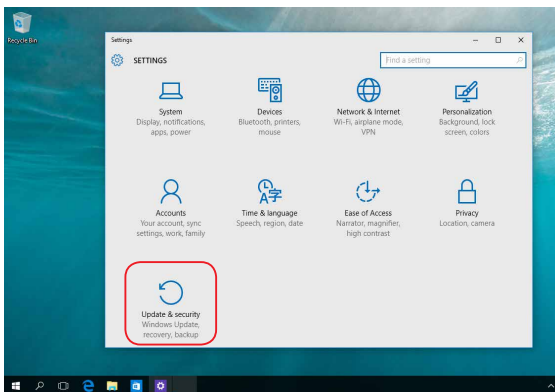 Recycle Bin
Settings
SETTINGS
Find a setting
System
Display, notifications,
apps, power
Devices
Bluetooth, printers,
mouse
Network & Internet
Wi-Fi, airplane mode,
VPN
Personalization
Background, lock
screen, colors
Accounts
Your account, sync
settings, work, family
Time & language
Speech, region, date
Ease of Access
Narrator, magnifier,
high contrast
Privacy
Location, camera
Update & security
Windows Update,
recovery, backup